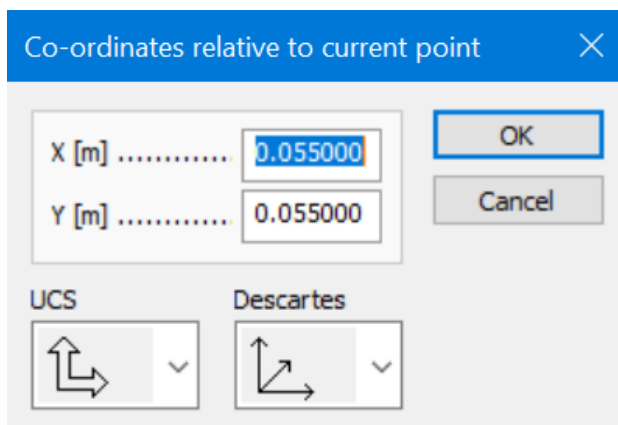 Co-ordinates relative to current point
X [m] ............. 0.055000
OK
Y [m] ............. 0.055000
Cancel
UCS Descartes